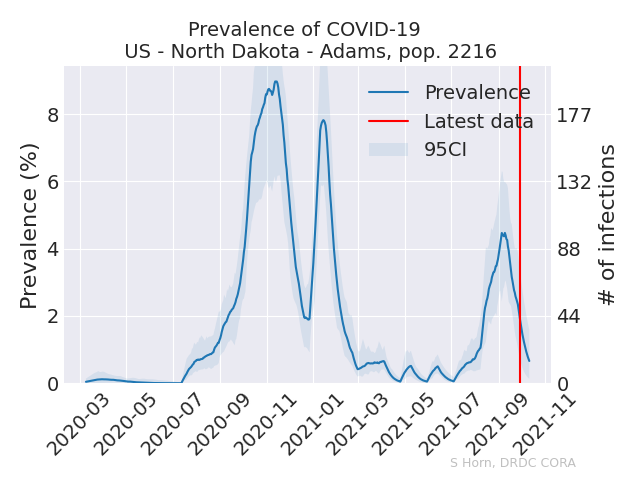 Prevalence of COVID-19
US - North Dakota - Adams, pop. 2216
Prevalence
Latest data
95CI
Prevalence (%)
8
6
4
2
0
177
132
88
44
0
# of infections
2020-03
2020-05
2020-07
2020-09
2020-11
2021-01
2021-03
2021-05
2021-07
2021-09
2021-11
S Horn, DRDC CORA